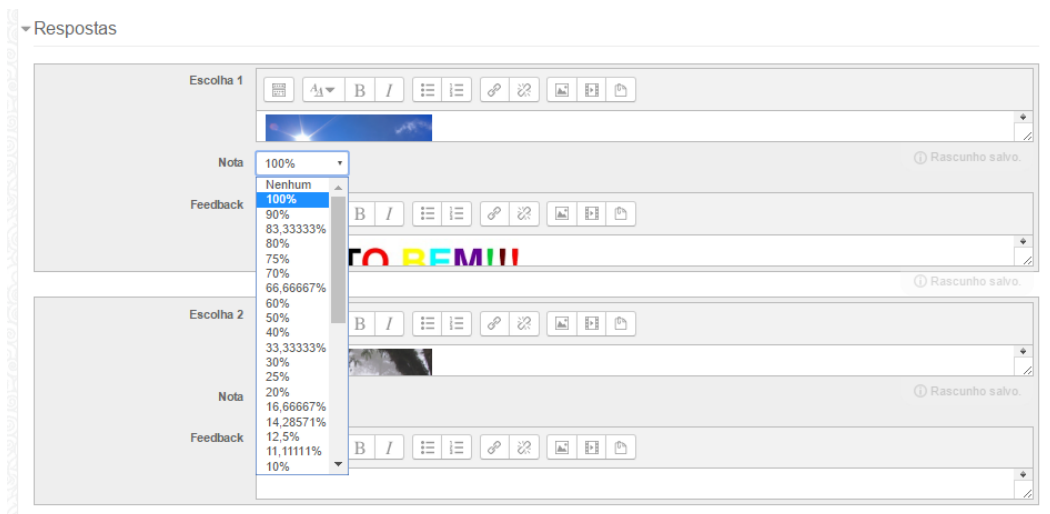 Respostas
Escolha 1
B I
Nota 100%
Rascunho salvo.
Nenhum
100%
90%
83,33333%
80%
75%
70%
66,66667%
60%
50%
40%
33,33333%
30%
25%
20%
16,66667%
14,28571%
12,5%
11,11111%
10%
Feedback
B I
TO BEM!!!
Rascunho salvo.
Escolha 2
B I
Nota
Rascunho salvo.
Feedback
B I